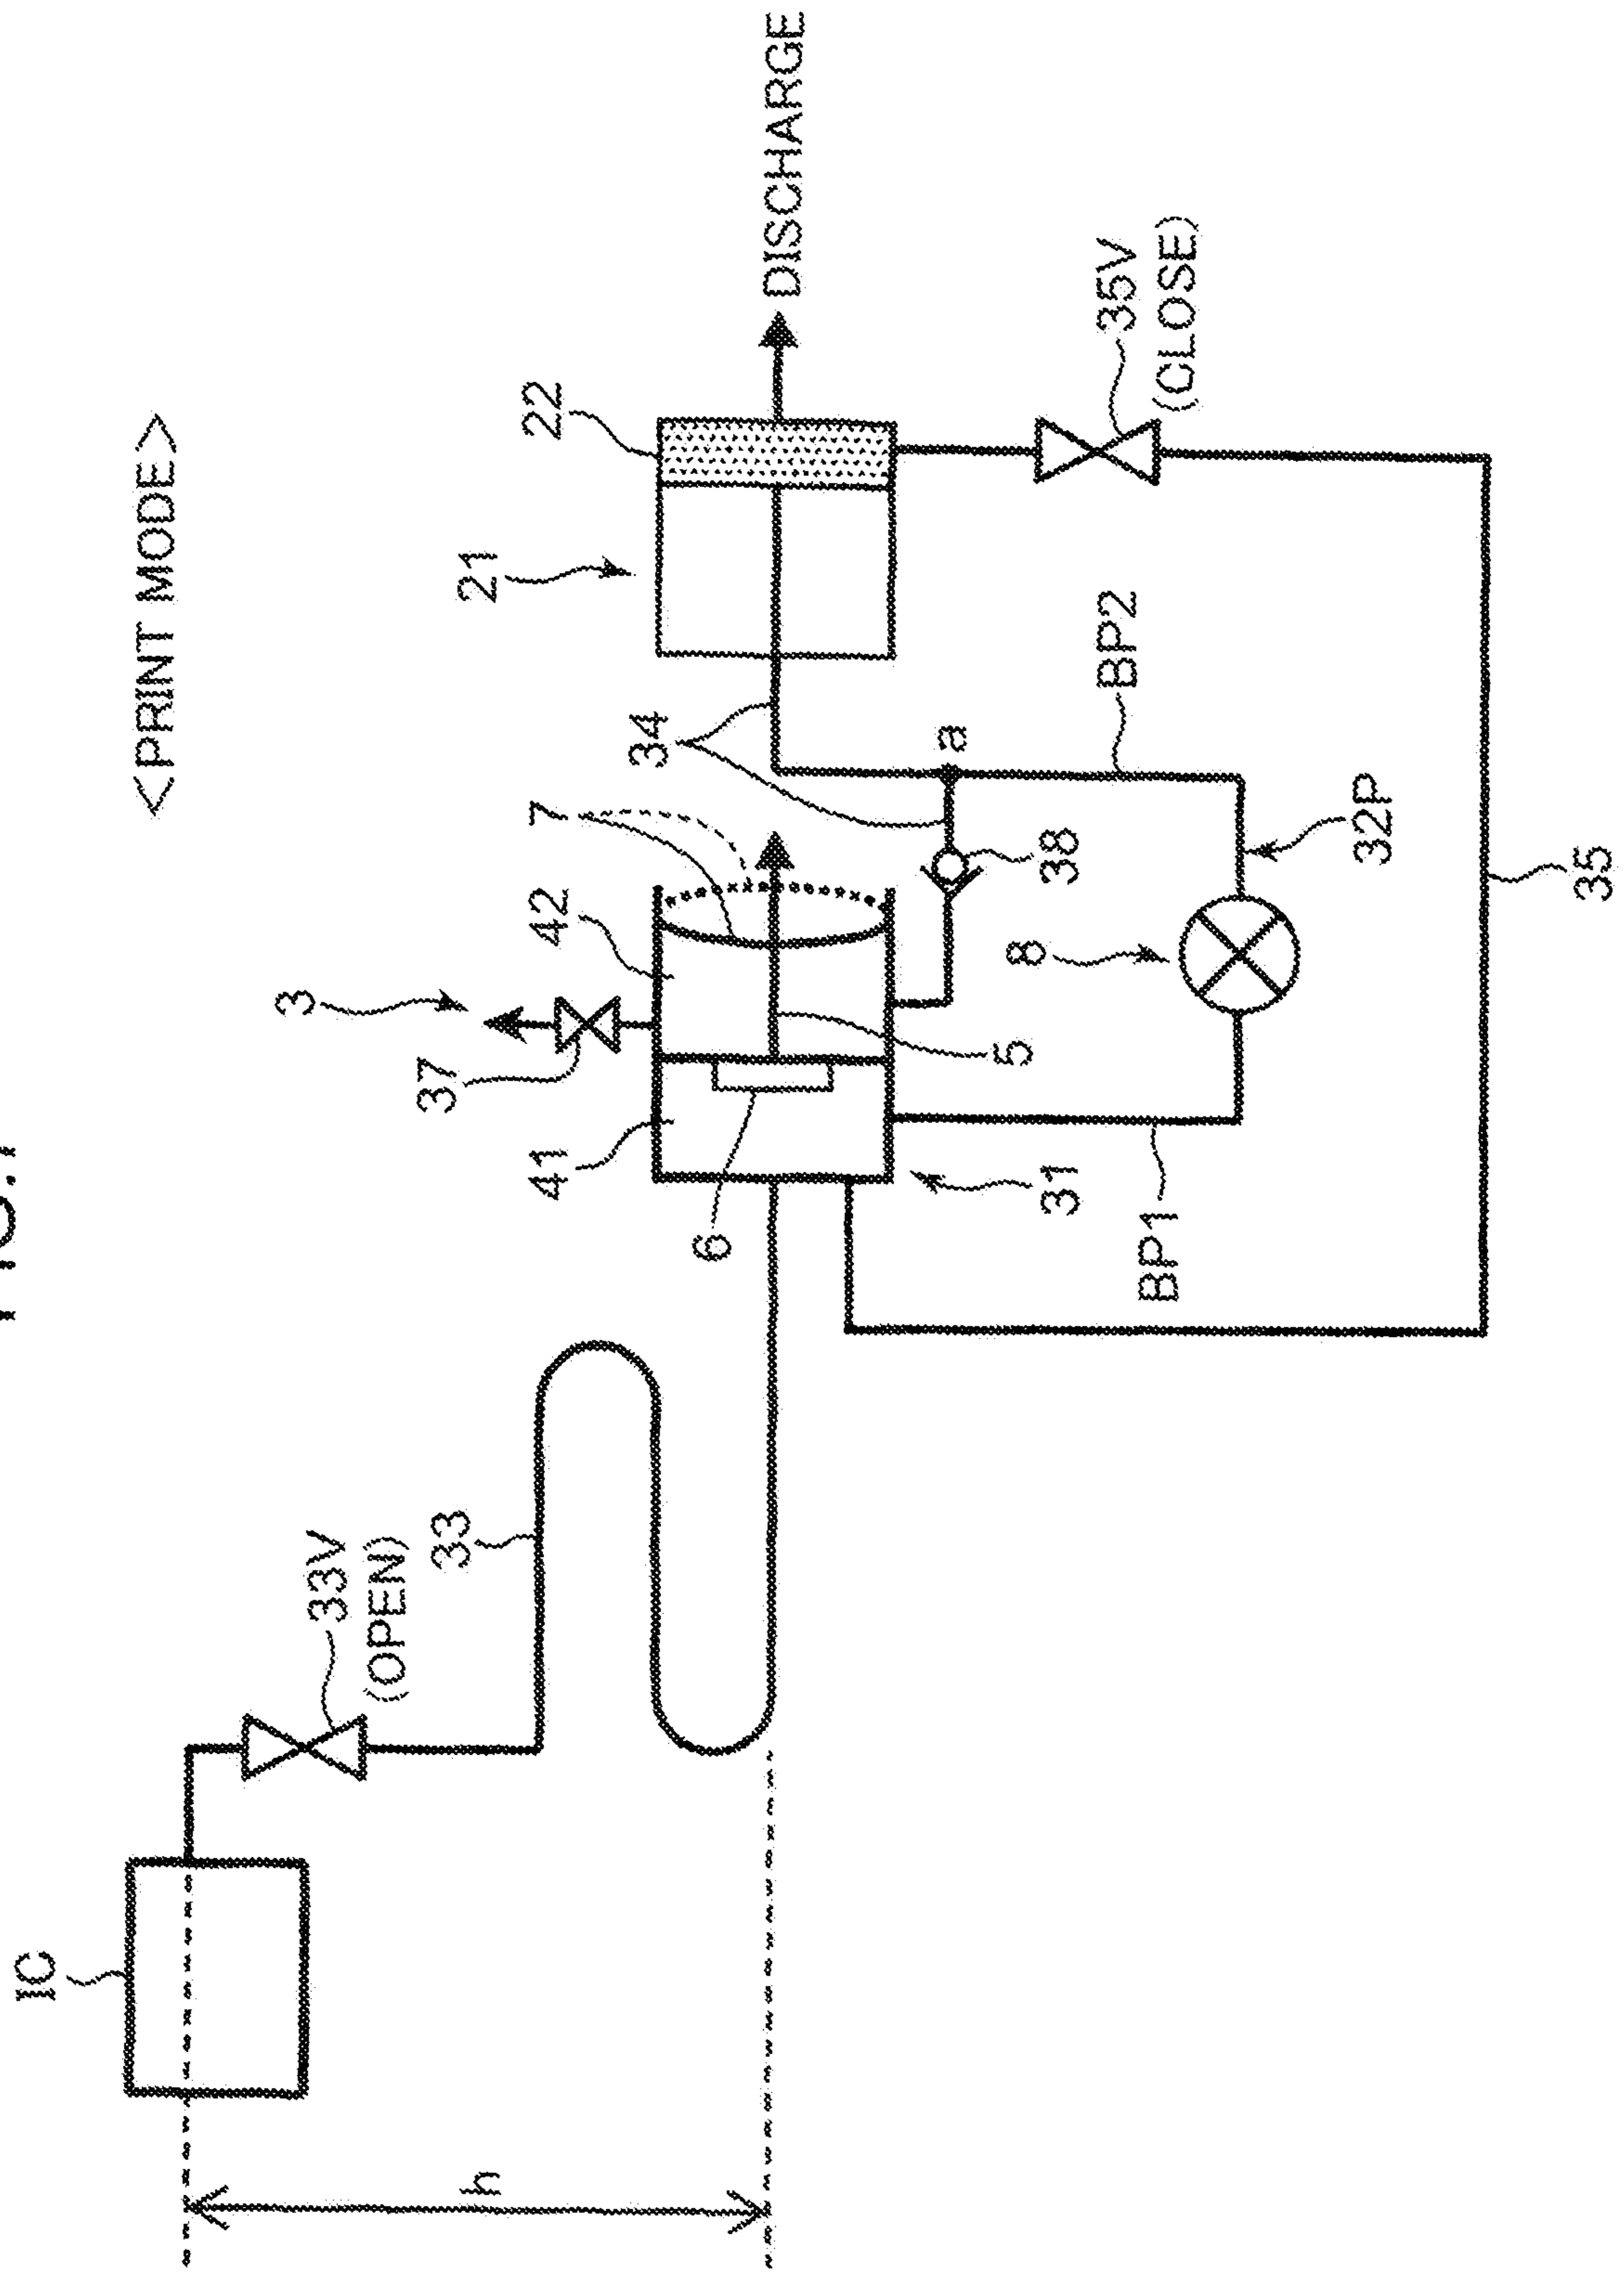 <PRINT MODE>
IC
33V
(OPEN)
33
h
3
37
41
42
7
6
5
31
34
21
22
DISCHARGE
a
38
8
BP1
BP2
32P
35V
(CLOSE)
35